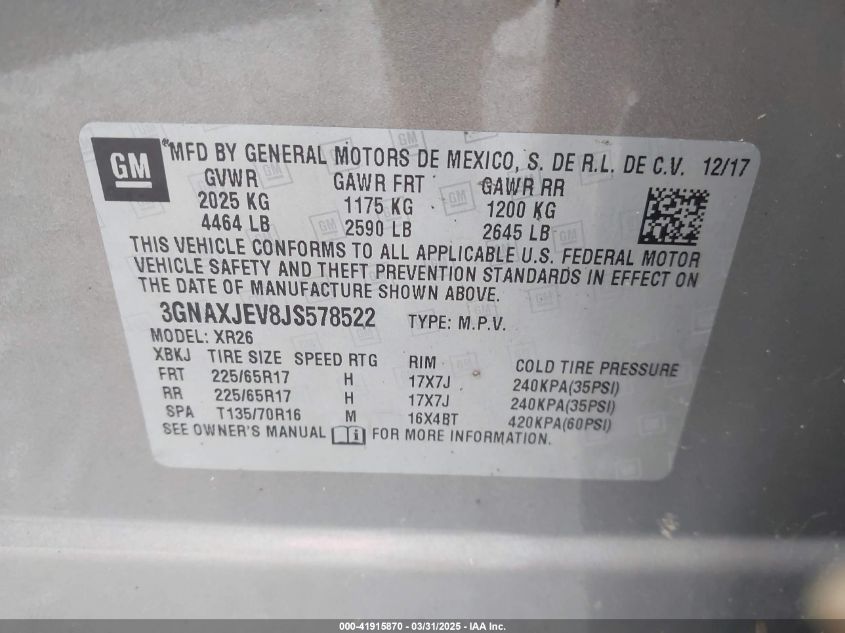 GM
*MFD BY GENERAL MOTORS DE MEXICO, S. DE R.L. DE C.V. 12/17
GVWR GAWR FRT GAWR RR
2025 KG 1175 KG 1200 KG
4464 LB 2590 LB 2645 LB
THIS VEHICLE CONFORMS TO ALL APPLICABLE U.S. FEDERAL MOTOR
VEHICLE SAFETY AND THEFT PREVENTION STANDARDS IN EFFECT ON
THE DATE OF MANUFACTURE SHOWN ABOVE.
3GNAXJEV8JS578522 TYPE: M.P.V.
MODEL: XR26
XBKJ TIRE SIZE SPEED RTG RIM COLD TIRE PRESSURE
FRT 225/65R17 H 17X7J 240KPA(35PSI)
RR 225/65R17 H 17X7J 240KPA(35PSI)
SPA T135/70R16 M 16X4BT 420KPA(60PSI)
SEE OWNER'S MANUAL i FOR MORE INFORMATION.
000-41915870 - 03/31/2025 - IAA Inc.